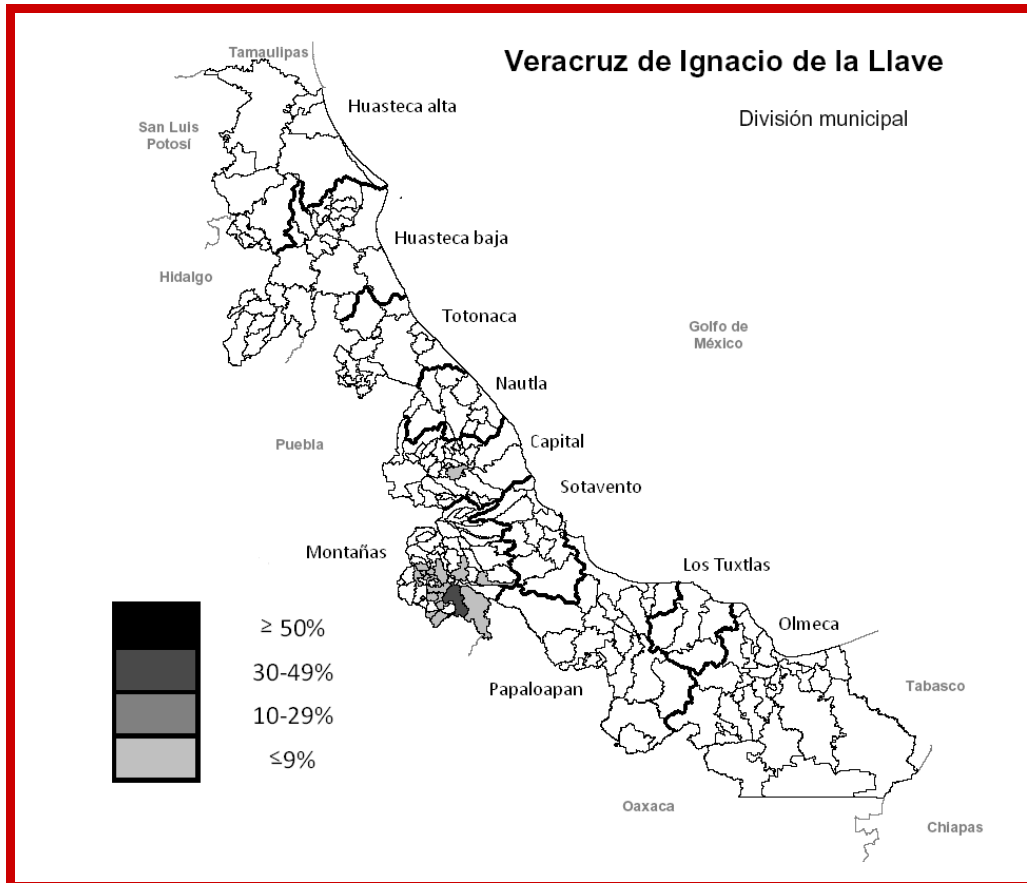 Veracruz de Ignacio de la Llave
División municipal
Tamaulipas
Huasteca alta
San Luis
Potosí
Huasteca baja
Hidalgo
Totonaca
Golfo de
México
Nautla
Puebla
Capital
Sotavento
Montañas
Los Tuxtlas
Olmeca
≥ 50%
30-49%
10-29%
≤9%
Papaloapan
Tabasco
Oaxaca
Chiapas